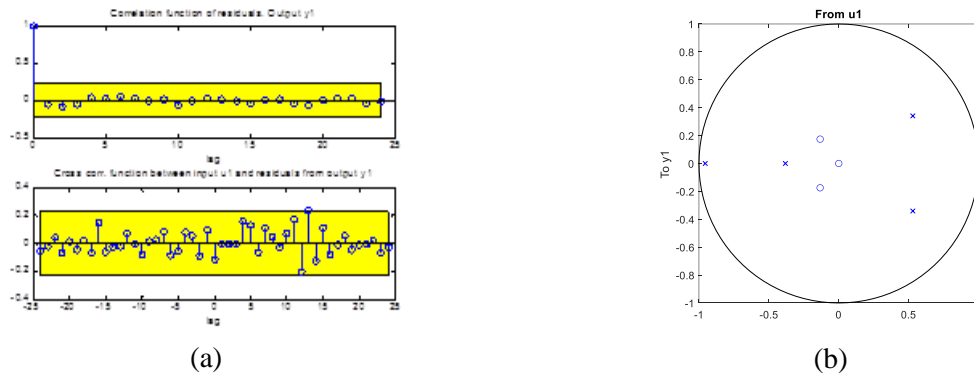 Correlation function of residuals. Output y1
1
0.5
0
-0.5
0 5 10 15 20 25
lag
Cross corr. function between input u1 and residuals from output y1
0.4
0.2
0
-0.2
-0.4
-25 -20 -15 -10 -5 0 5 10 15 20 25
lag
(a)
From u1
To y1
1
0.8
0.6
0.4
0.2
0
-0.2
-0.4
-0.6
-0.8
-1
-1 -0.5 0 0.5
(b)